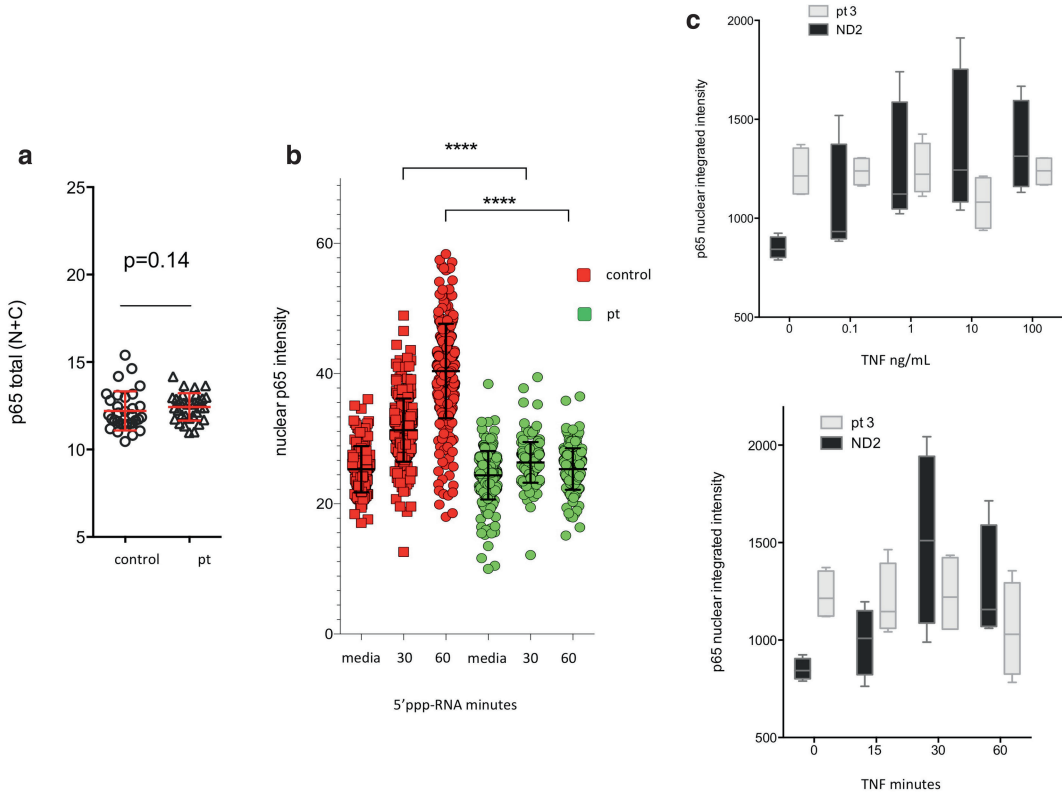 a
25
20
15
10
5
p65 total (N+C)
p=0.14
control pt
b
****
****
60
40
20
0
nuclear p65 intensity
control
pt
media 30 60 media 30 60
5'ppp-RNA minutes
c
pt 3
ND2
2000
1500
1000
500
p65 nuclear integrated intensity
0 0.1 1 10 100
TNF ng/mL
pt 3
ND2
2000
1500
1000
500
p65 nuclear integrated intensity
0 15 30 60
TNF minutes